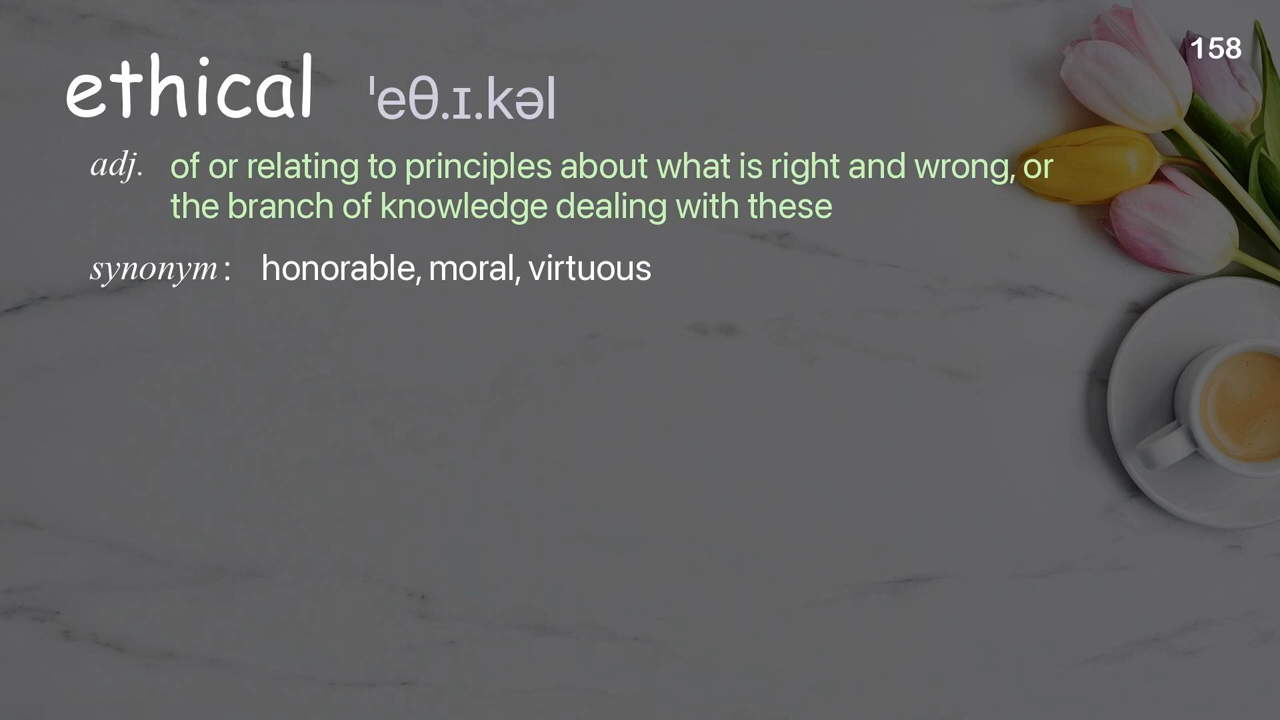 158
ethical ˈeθ.ɪ.kəl
adj. of or relating to principles about what is right and wrong, or
the branch of knowledge dealing with these
synonym: honorable, moral, virtuous